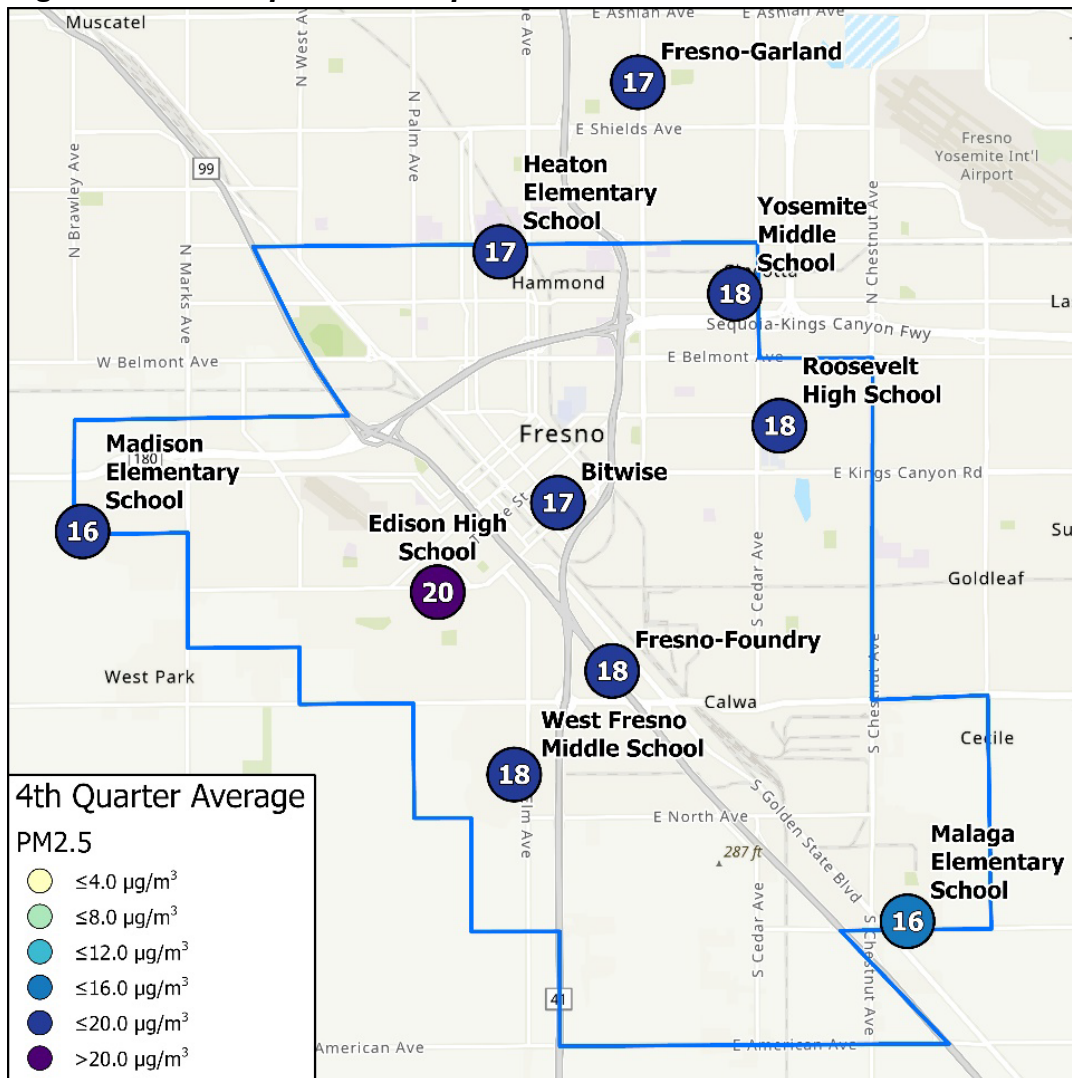 Muscatel
N West Ave
E Ashlan Ave
E Ashlan Ave
Fresno-Garland
17
N Palm Ave
E Shields Ave
Fresno
Yosemite Int'l
Airport
N Brawley Ave
99
Heaton
Elementary
School
17
Hammond
Yosemite
Middle
School
18
N Chestnut Ave
N Marks Ave
La
Sequoia-Kings Canyon Fwy
W Belmont Ave
E Belmont Ave
Roosevelt
High School
18
Fresno
Madison
Elementary
School
16
180
E Kings Canyon Rd
Bitwise
17
Edison High
School
20
Su
S Cedar Ave
Goldleaf
Fresno-Foundry
18
West Park
Calwa
S Chestnut Ave
Cecile
West Fresno
Middle School
18
Elm Ave
E North Ave
S Golden State Blvd
287 ft
Malaga
Elementary
School
16
S Cedar Ave
S Chestnut Ave
41
American Ave
E American Ave
4th Quarter Average
PM2.5
≤4.0 µg/m³
≤8.0 µg/m³
≤12.0 µg/m³
≤16.0 µg/m³
≤20.0 µg/m³
>20.0 µg/m³